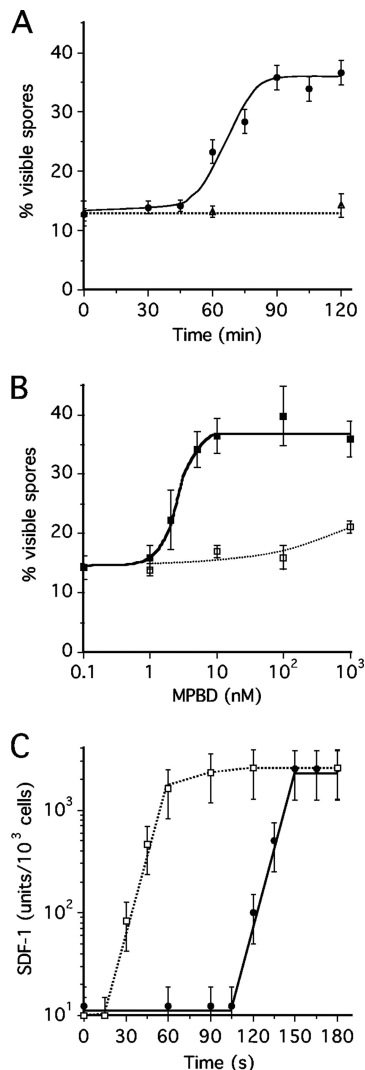 A
% visible spores
40
30
20
10
0
0 30 60 90 120
Time (min)
B
% visible spores
40
30
20
10
0
0.1 1 10 10² 10³
MPBD (nM)
C
SDF-1 (units/10³ cells)
10³
10²
10¹
0 30 60 90 120 150 180
Time (s)